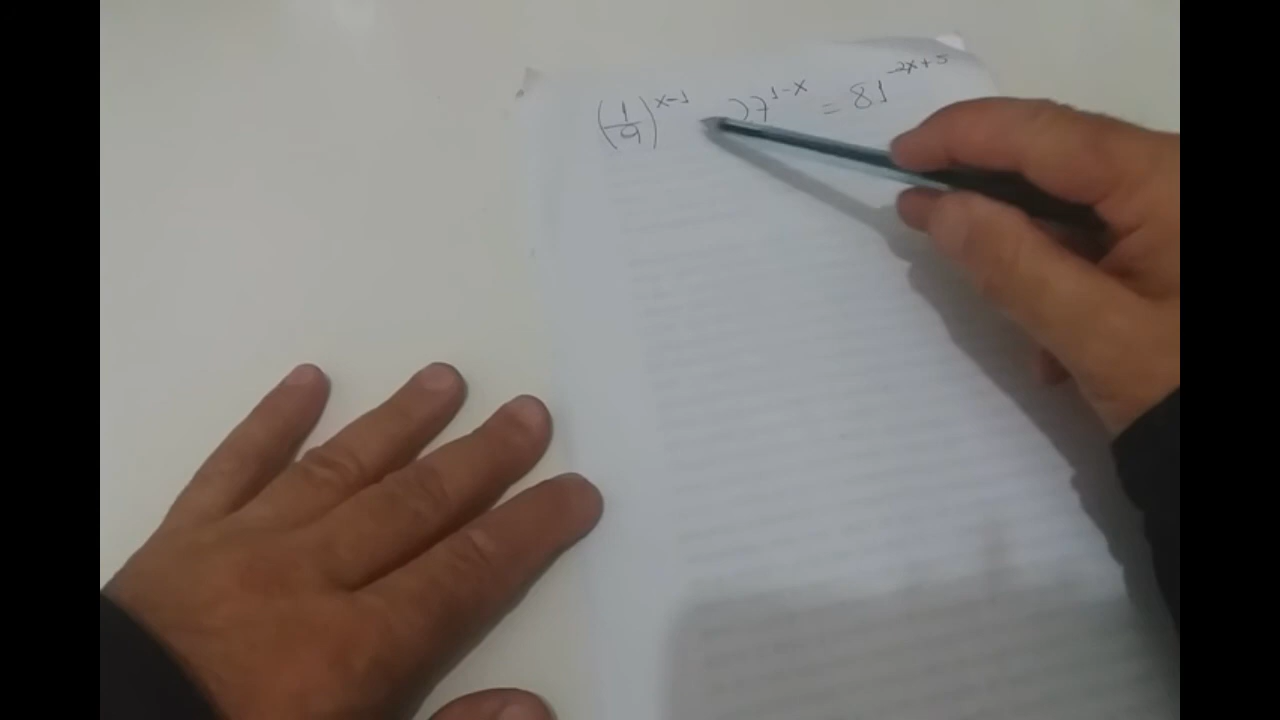 (1/9)^x-1 27^1-x = 81^-2x+5